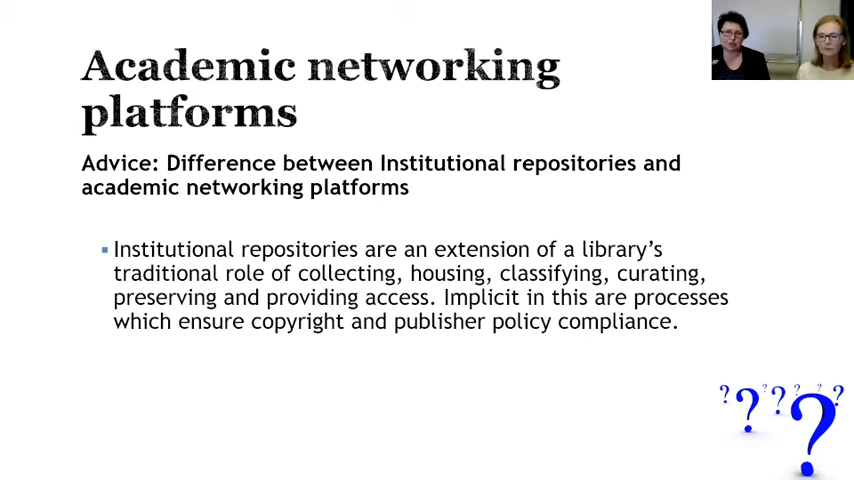 Academic networking
platforms
Advice: Difference between Institutional repositories and
academic networking platforms
Institutional repositories are an extension of a library's
traditional role of collecting, housing, classifying, curating,
preserving and providing access. Implicit in this are processes
which ensure copyright and publisher policy compliance.
? ? ? ? ? ? ? ?